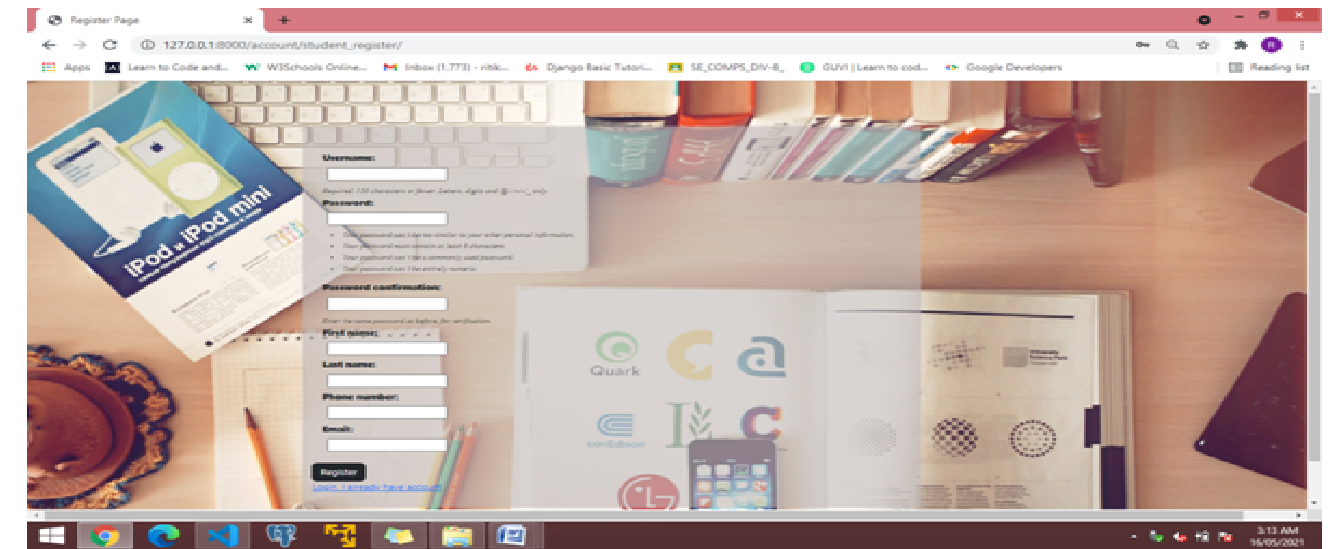 Register Page
127.0.0.1:8000/account/student_register/
Apps
Learn to Code and...
W3Schools Online...
Inbox (1,773) - ritik...
Django Basic Tutori...
SE_COMPS_DIV-B_
GUVI | Learn to cod...
Google Developers
Reading list
iPod и iPod mini
Username:
Required. 150 characters or fewer. Letters, digits and @/./+/-/_ only.
Password:
Your password can't be too similar to your other personal information.
Your password must contain at least 8 characters.
Your password can't be a commonly used password.
Your password can't be entirely numeric.
Password confirmation:
Enter the same password as before, for verification.
First name:
Last name:
Phone number:
Email:
Register
Login, I already have account
Quark
conEdison
LG
3:13 AM
16/05/2021